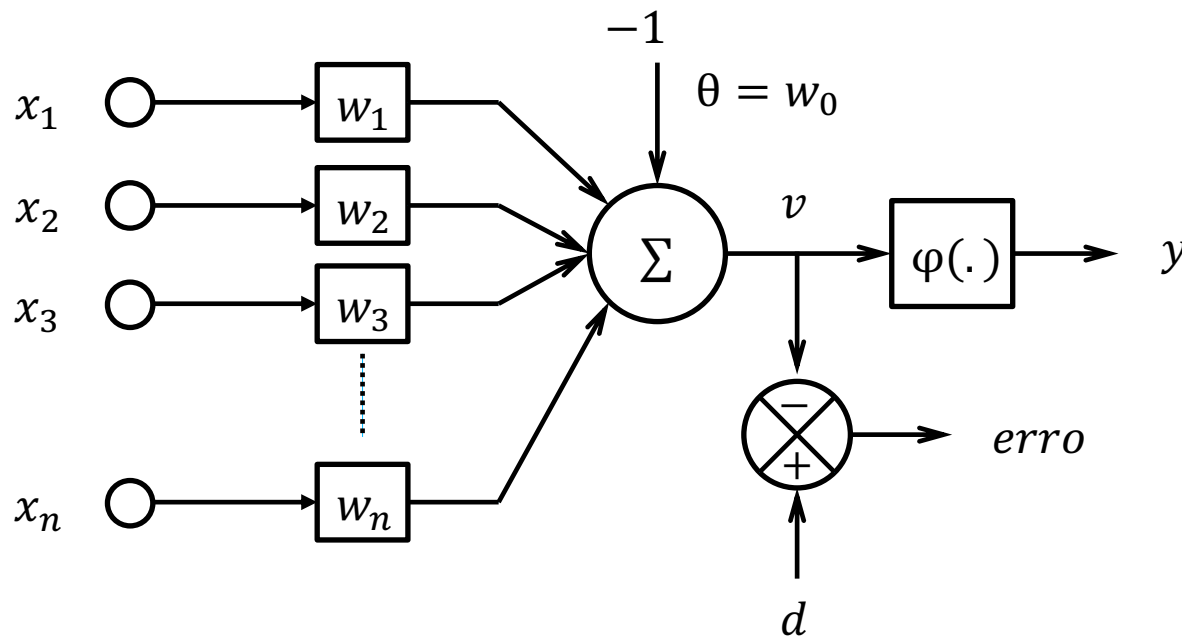 −1
θ = w₀
x₁
w₁
x₂
w₂
x₃
w₃
xₙ
wₙ
Σ
v
φ(.)
y
−
+
erro
d